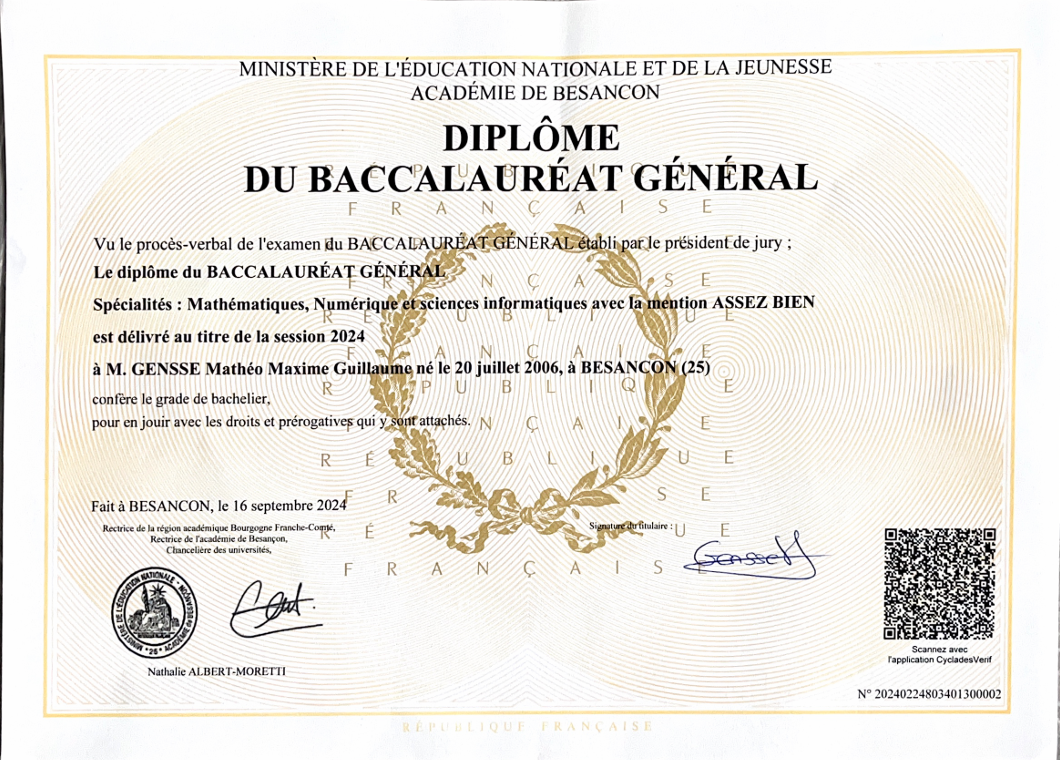 MINISTÈRE DE L'ÉDUCATION NATIONALE ET DE LA JEUNESSE
ACADÉMIE DE BESANCON
DIPLÔME
DU BACCALAURÉAT GÉNÉRAL
Vu le procès-verbal de l'examen du BACCALAURÉAT GÉNÉRAL établi par le président de jury ;
Le diplôme du BACCALAURÉAT GÉNÉRAL
Spécialités : Mathématiques, Numérique et sciences informatiques avec la mention ASSEZ BIEN
est délivré au titre de la session 2024
à M. GENSSE Mathéo Maxime Guillaume né le 20 juillet 2006, à BESANCON (25)
confère le grade de bachelier,
pour en jouir avec les droits et prérogatives qui y sont attachés.
Fait à BESANCON, le 16 septembre 2024
Rectrice de la région académique Bourgogne Franche-Comté,
Rectrice de l'académie de Besançon,
Chancelière des universités,
Signature du titulaire :
Gensse
MINISTÈRE DE L'ÉDUCATION NATIONALE
Nathalie ALBERT-MORETTI
Scannez avec
l'application CycladesVerif
N° 20240224803401300002
RÉPUBLIQUE FRANÇAISE